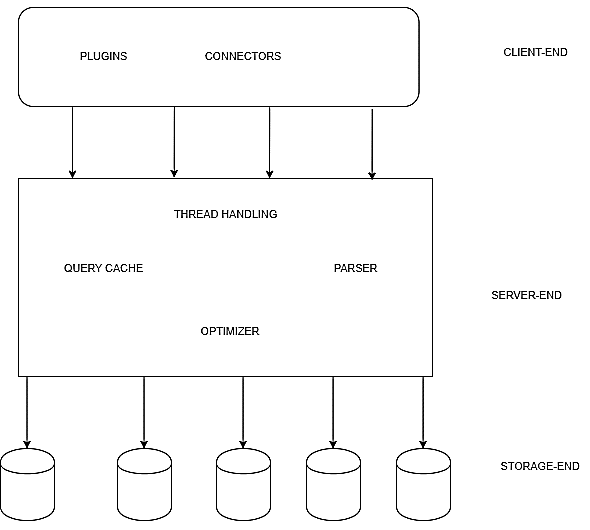 PLUGINS CONNECTORS CLIENT-END
THREAD HANDLING
QUERY CACHE PARSER
SERVER-END
OPTIMIZER
STORAGE-END